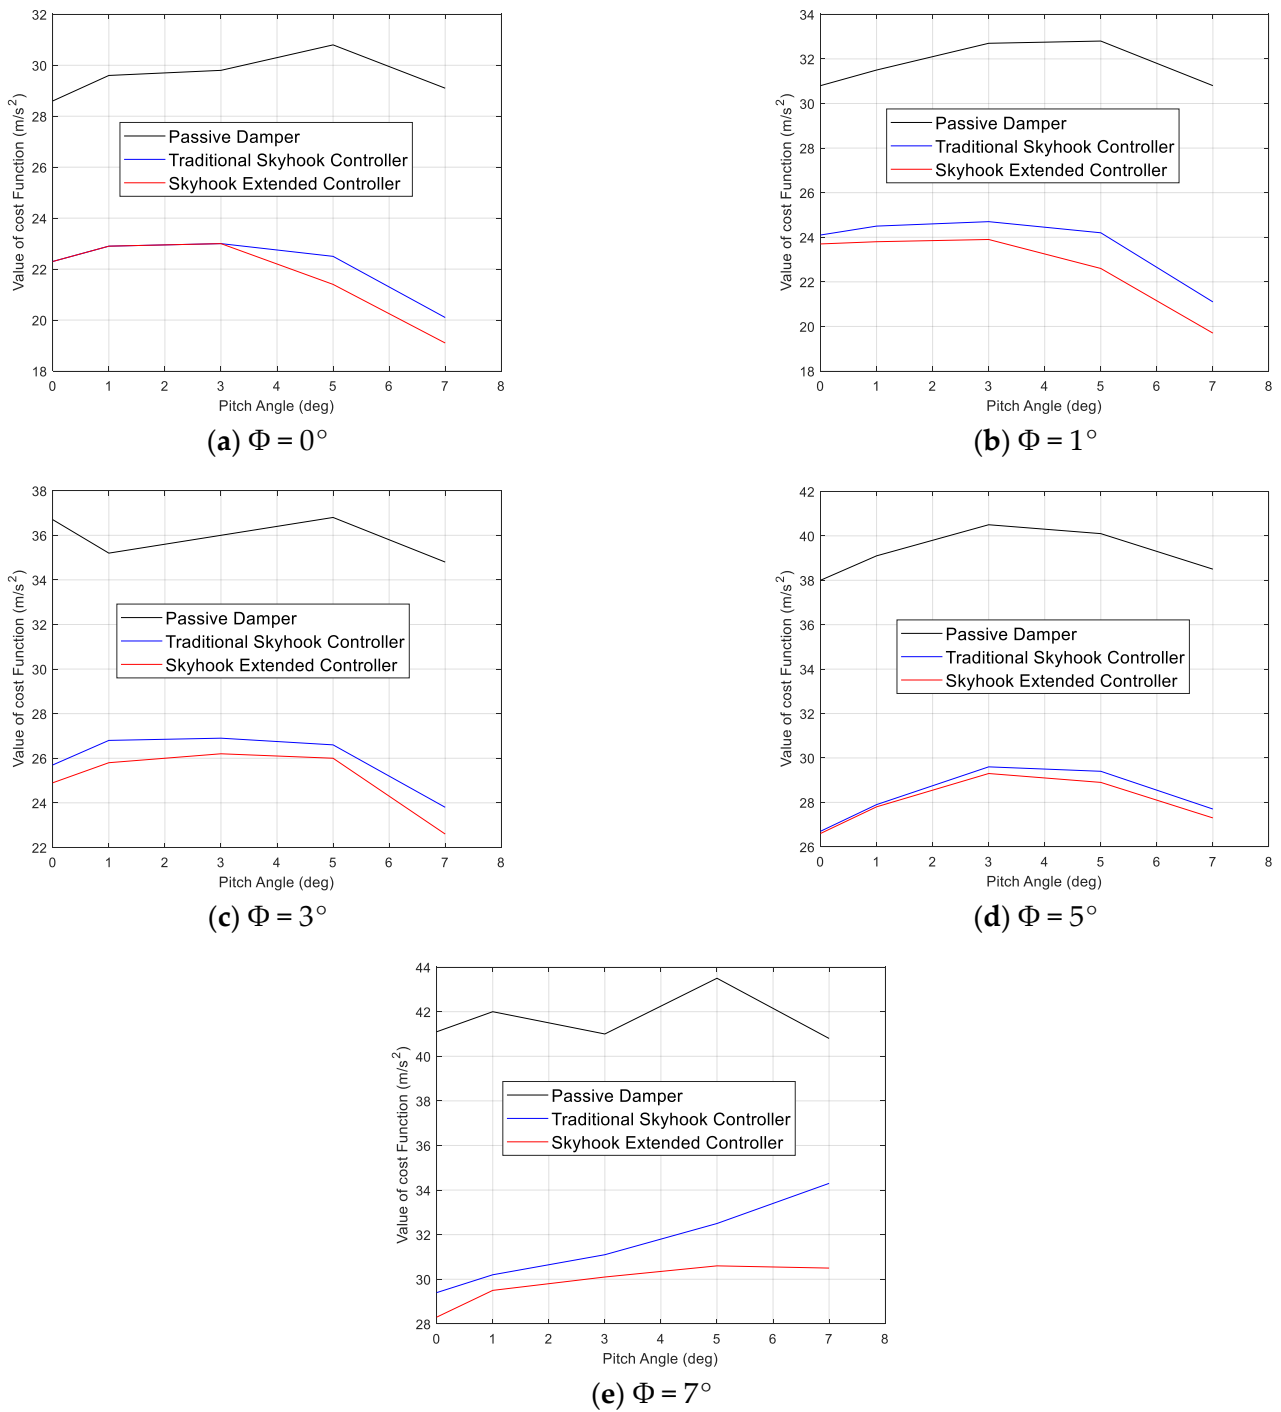 32
30
28
26
24
22
20
18
Value of cost Function (m/s2)
Passive Damper
Traditional Skyhook Controller
Skyhook Extended Controller
0 1 2 3 4 5 6 7 8
Pitch Angle (deg)
(a) Φ = 0°
34
32
30
28
26
24
22
20
18
Value of cost Function (m/s2)
Passive Damper
Traditional Skyhook Controller
Skyhook Extended Controller
0 1 2 3 4 5 6 7 8
Pitch Angle (deg)
(b) Φ = 1°
38
36
34
32
30
28
26
24
22
Value of cost Function (m/s2)
Passive Damper
Traditional Skyhook Controller
Skyhook Extended Controller
0 1 2 3 4 5 6 7 8
Pitch Angle (deg)
(c) Φ = 3°
42
40
38
36
34
32
30
28
26
Value of cost Function (m/s2)
Passive Damper
Traditional Skyhook Controller
Skyhook Extended Controller
0 1 2 3 4 5 6 7 8
Pitch Angle (deg)
(d) Φ = 5°
44
42
40
38
36
34
32
30
28
Value of cost Function (m/s2)
Passive Damper
Traditional Skyhook Controller
Skyhook Extended Controller
0 1 2 3 4 5 6 7 8
Pitch Angle (deg)
(e) Φ = 7°